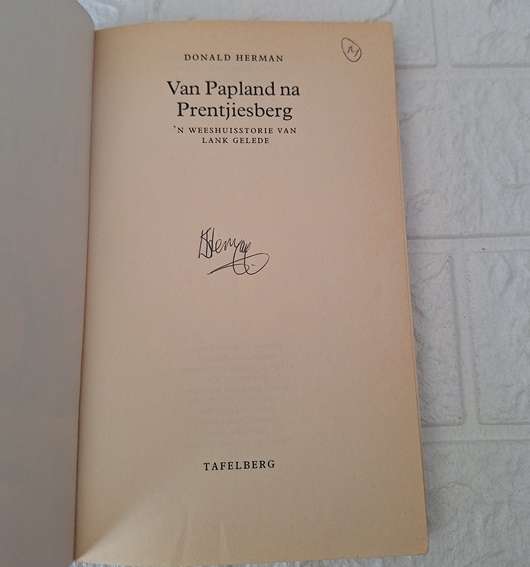 DONALD HERMAN
Van Papland na
Prentjiesberg
'N WEESHUISSTORIE VAN
LANK GELEDE
TAFELBERG